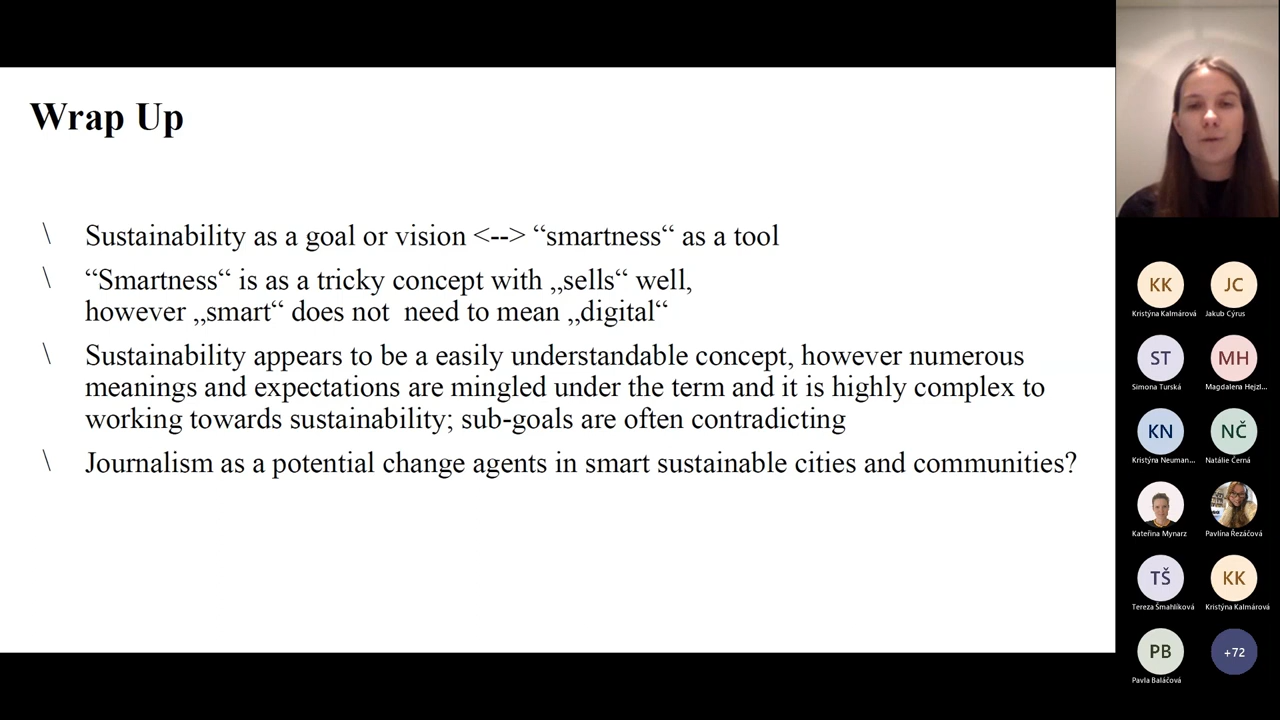 Wrap Up
\ Sustainability as a goal or vision <--> “smartness“ as a tool
\ “Smartness“ is as a tricky concept with „sells“ well,
however „smart“ does not  need to mean „digital“
\ Sustainability appears to be a easily understandable concept, however numerous
meanings and expectations are mingled under the term and it is highly complex to
working towards sustainability; sub-goals are often contradicting
\ Journalism as a potential change agents in smart sustainable cities and communities?
KK JC
Kristýna Kalmárová Jakub Cýrus
ST MH
Simona Turská Magdalena Hejzl...
KN NČ
Kristýna Neuman... Natálie Černá
Kateřina Mynarz Pavlína Řezáčová
TŠ KK
Tereza Šmahlíková Kristýna Kalmárová
PB +72
Pavla Baláčová